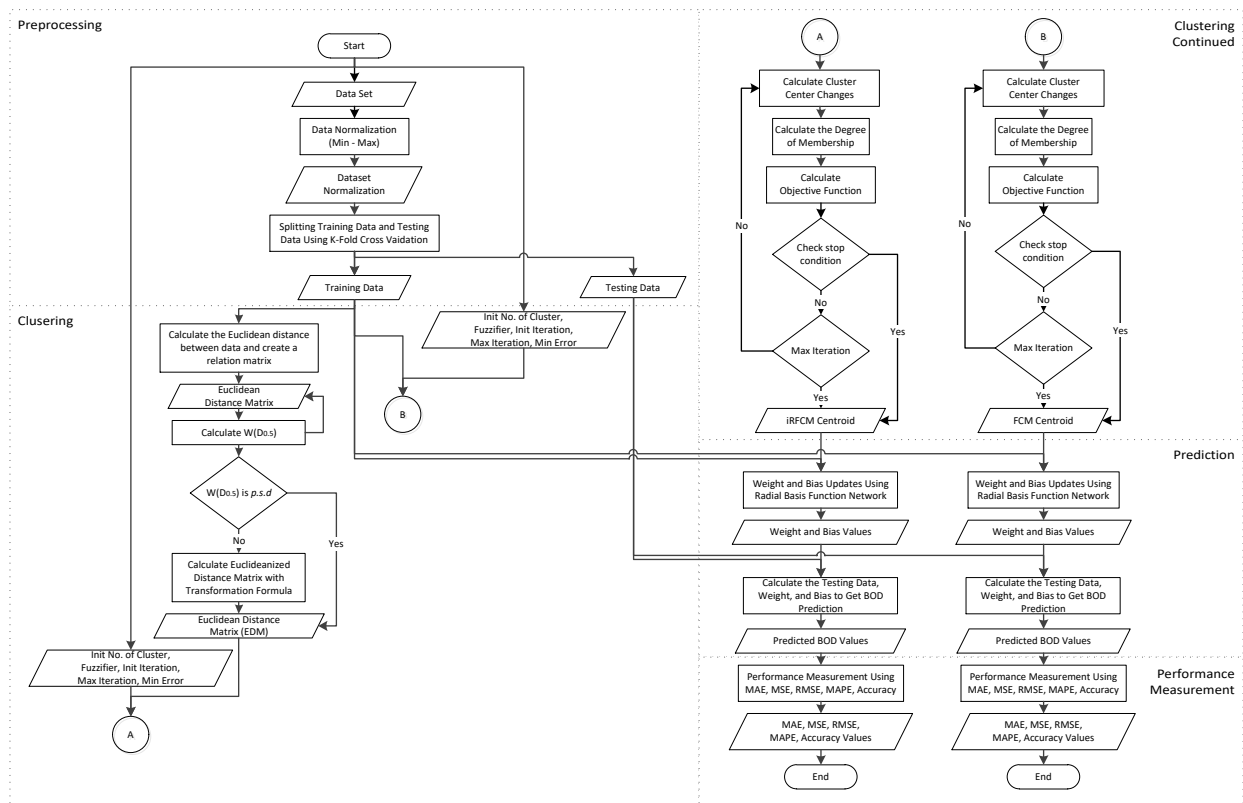 Preprocessing
Start
Data Set
Data Normalization
(Min - Max)
Dataset
Normalization
Splitting Training Data and Testing
Data Using K-Fold Cross Vaidation
Training Data
Testing Data
Clusering
Calculate the Euclidean distance
between data and create a
relation matrix
Euclidean
Distance Matrix
Calculate W(D0.5)
W(D0.5) is p.s.d
No
Yes
Calculate Euclideanized
Distance Matrix with
Transformation Formula
Euclidean Distance
Matrix (EDM)
Init No. of Cluster,
Fuzzifier, Init Iteration,
Max Iteration, Min Error
A
Init No. of Cluster,
Fuzzifier, Init Iteration,
Max Iteration, Min Error
B
Clustering
Continued
A
Calculate Cluster
Center Changes
Calculate the Degree
of Membership
Calculate
Objective Function
No
Check stop
condition
No
Yes
Max Iteration
Yes
iRFCM Centroid
B
Calculate Cluster
Center Changes
Calculate the Degree
of Membership
Calculate
Objective Function
No
Check stop
condition
No
Yes
Max Iteration
Yes
FCM Centroid
Prediction
Weight and Bias Updates Using
Radial Basis Function Network
Weight and Bias Values
Calculate the Testing Data,
Weight, and Bias to Get BOD
Prediction
Predicted BOD Values
Weight and Bias Updates Using
Radial Basis Function Network
Weight and Bias Values
Calculate the Testing Data,
Weight, and Bias to Get BOD
Prediction
Predicted BOD Values
Performance
Measurement
Performance Measurement Using
MAE, MSE, RMSE, MAPE, Accuracy
MAE, MSE, RMSE,
MAPE, Accuracy Values
End
Performance Measurement Using
MAE, MSE, RMSE, MAPE, Accuracy
MAE, MSE, RMSE,
MAPE, Accuracy Values
End